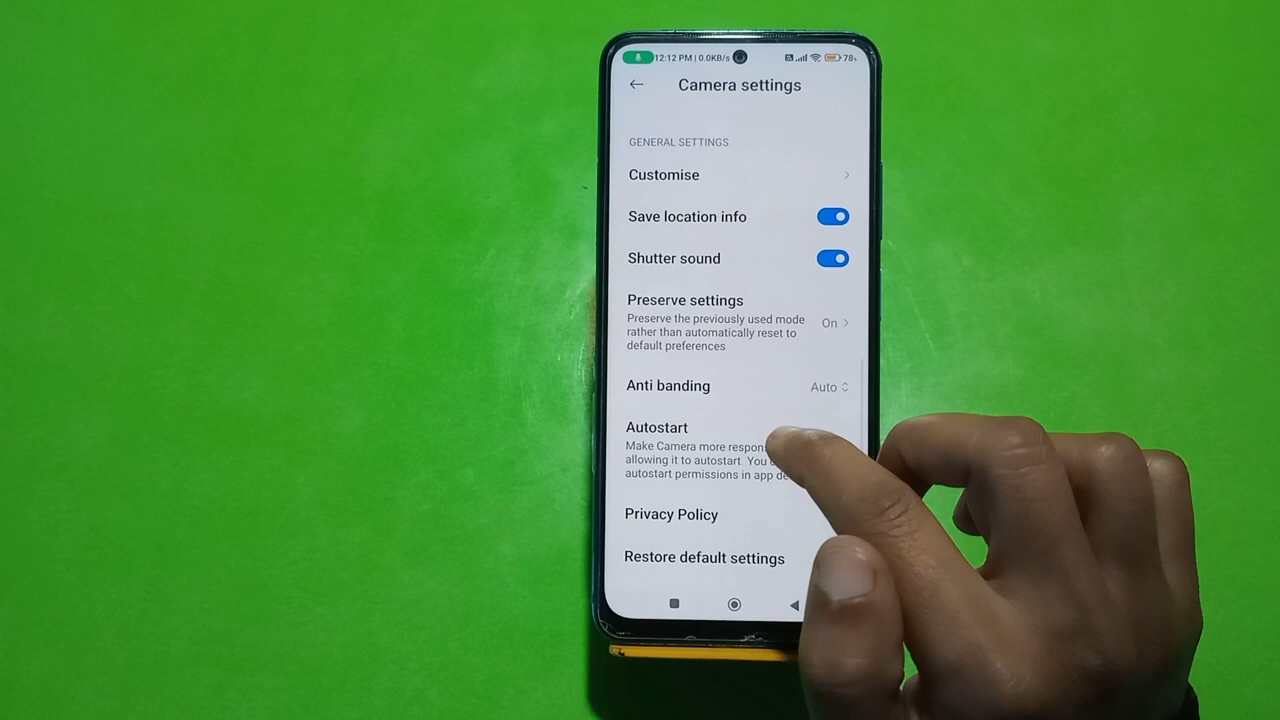 12:12 PM | 0.0KB/s 78%
Camera settings
GENERAL SETTINGS
Customise
Save location info
Shutter sound
Preserve settings
Preserve the previously used mode
rather than automatically reset to
default preferences
On
Anti banding
Auto
Autostart
Make Camera more
allowing it to autostart. You
autostart permissions in app
Privacy Policy
Restore default settings